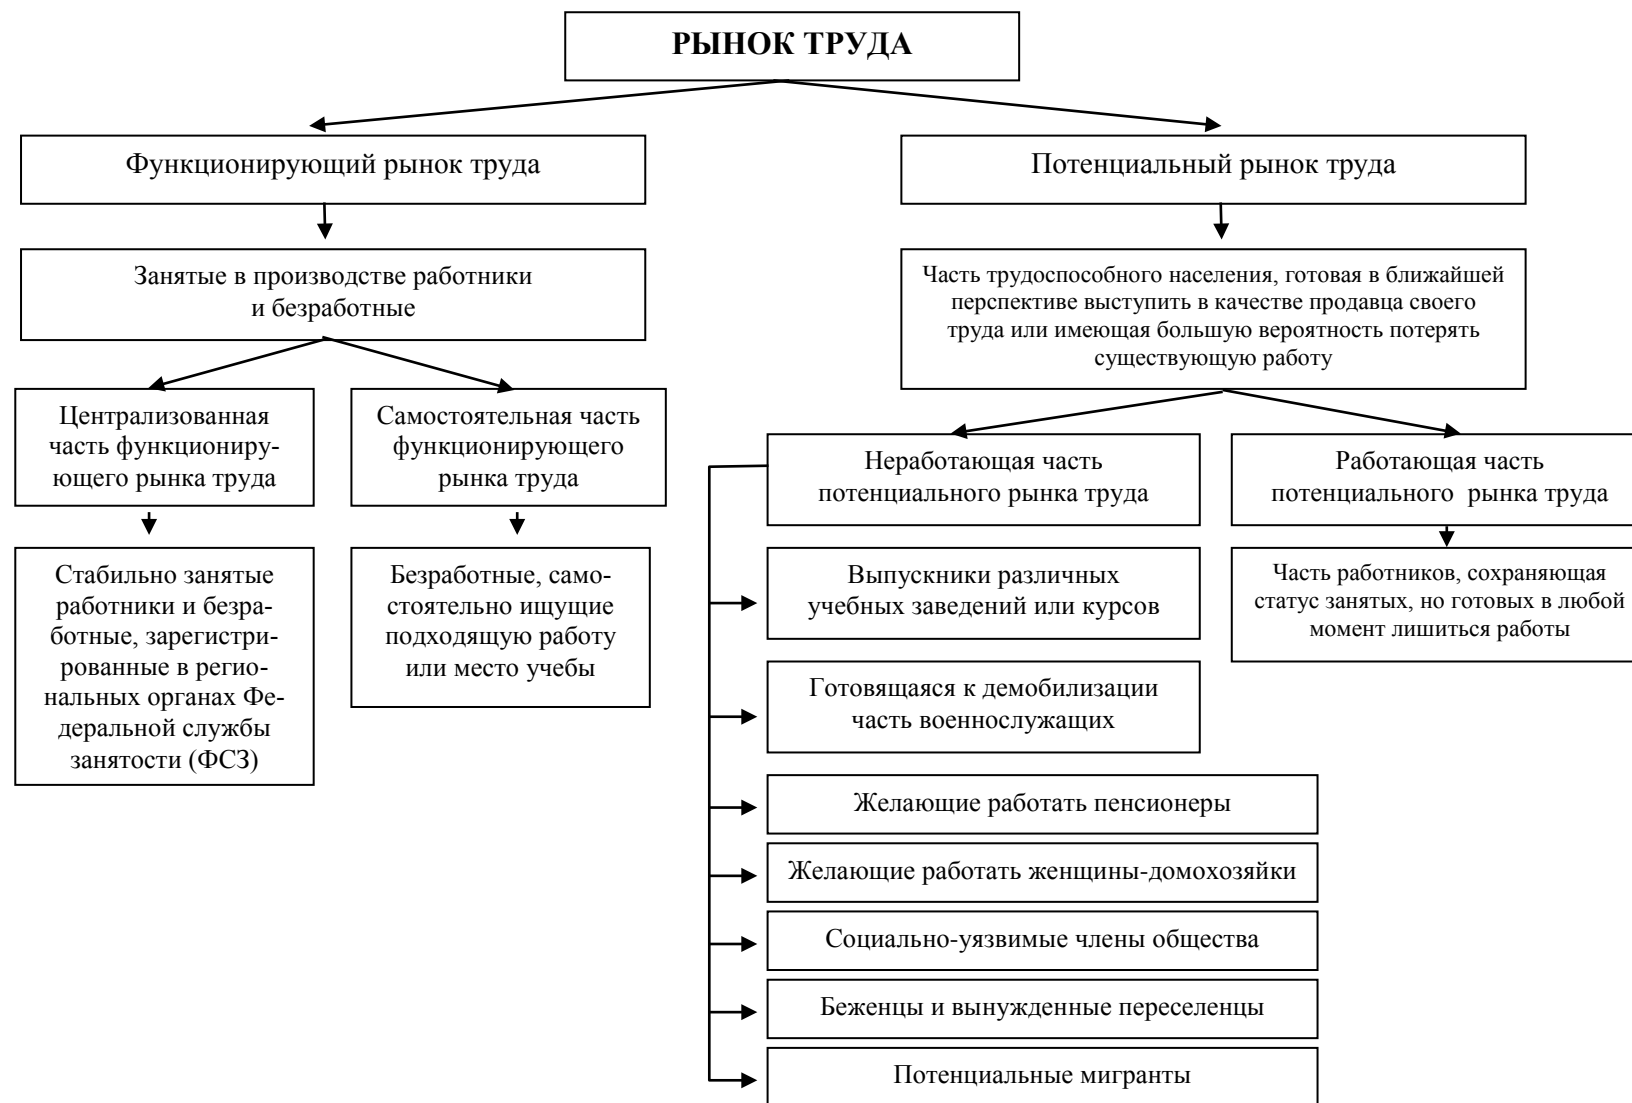 РЫНОК ТРУДА
Функционирующий рынок труда
Потенциальный рынок труда
Занятые в производстве работники
и безработные
Часть трудоспособного населения, готовая в ближайшей
перспективе выступить в качестве продавца своего
труда или имеющая большую вероятность потерять
существующую работу
Централизованная
часть функциониру-
ющего рынка труда
Самостоятельная часть
функционирующего
рынка труда
Неработающая часть
потенциального рынка труда
Работающая часть
потенциального рынка труда
Стабильно занятые
работники и безра-
ботные, зарегистри-
рованные в регио-
нальных органах Фе-
деральной службы
занятости (ФСЗ)
Безработные, само-
стоятельно ищущие
подходящую работу
или место учебы
Выпускники различных
учебных заведений или курсов
Часть работников, сохраняющая
статус занятых, но готовых в любой
момент лишиться работы
Готовящаяся к демобилизации
часть военнослужащих
Желающие работать пенсионеры
Желающие работать женщины-домохозяйки
Социально-уязвимые члены общества
Беженцы и вынужденные переселенцы
Потенциальные мигранты